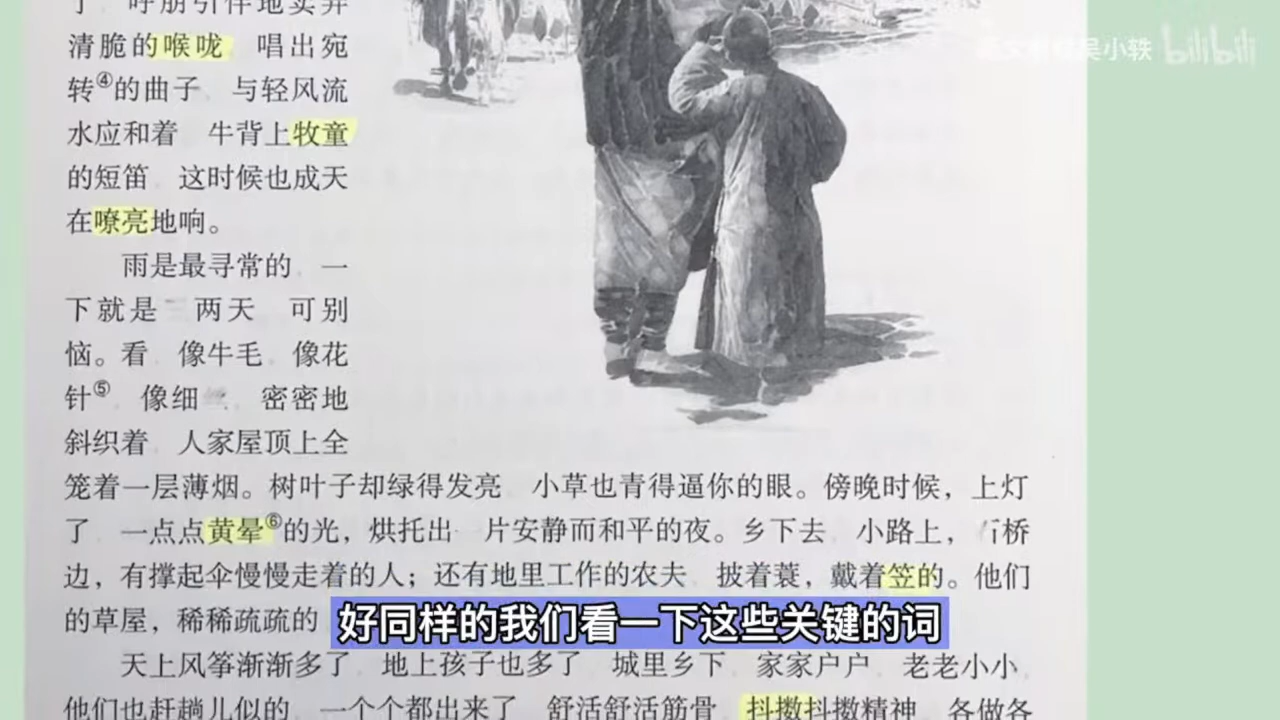 了 呼朋引伴地卖弄
清脆的喉咙 唱出宛
转④的曲子 与轻风流
水应和着 牛背上牧童
的短笛 这时候也成天
在嘹亮地响。
雨是最寻常的 一
下就是三两天 可别
恼。看 像牛毛 像花
针⑤ 像细丝 密密地
斜织着 人家屋顶上全
笼着一层薄烟。树叶子却绿得发亮 小草也青得逼你的眼。傍晚时候，上灯
了 一点点黄晕⑥的光，烘托出一片安静而和平的夜。乡下去 小路上，石桥
边，有撑起伞慢慢走着的人；还有地里工作的农夫 披着蓑，戴着笠的。他们
的草屋，稀稀疏疏的
天上风筝渐渐多了 地上孩子也多了 城里乡下 家家户户 老老小小
他们也赶趟儿似的 一个个都出来了 舒活舒活筋骨 抖擞抖擞精神 各做各
好同样的我们看一下这些关键的词
吴小轶 bilibili